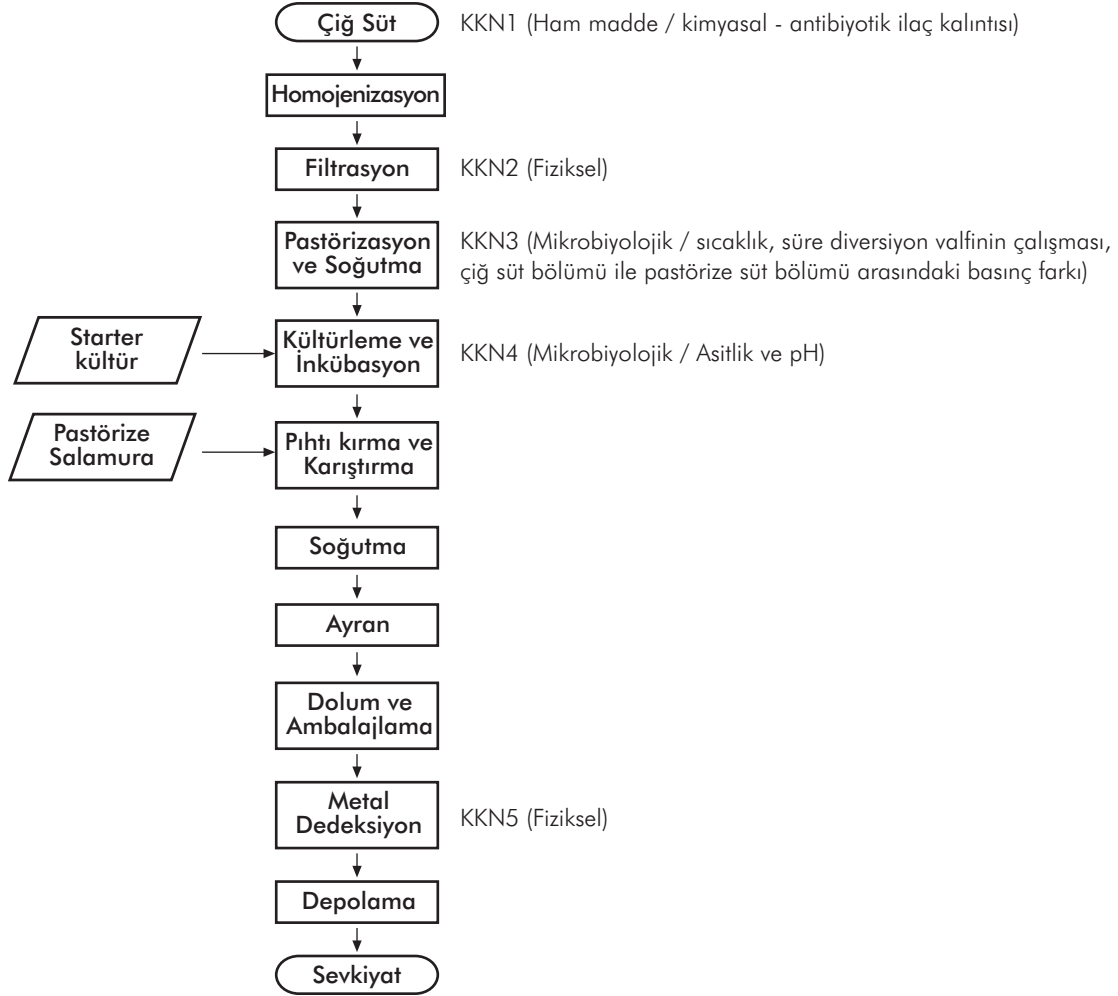 Çiğ Süt
KKN1 (Ham madde / kimyasal - antibiyotik ilaç kalıntısı)
Homojenizasyon
Filtrasyon
KKN2 (Fiziksel)
Pastörizasyon
ve Soğutma
KKN3 (Mikrobiyolojik / sıcaklık, süre diversiyon valfinin çalışması,
çiğ süt bölümü ile pastörize süt bölümü arasındaki basınç farkı)
Starter
kültür
Kültürleme ve
İnkübasyon
KKN4 (Mikrobiyolojik / Asitlik ve pH)
Pastörize
Salamura
Pıhtı kırma ve
Karıştırma
Soğutma
Ayran
Dolum ve
Ambalajlama
Metal
Dedeksiyon
KKN5 (Fiziksel)
Depolama
Sevkiyat